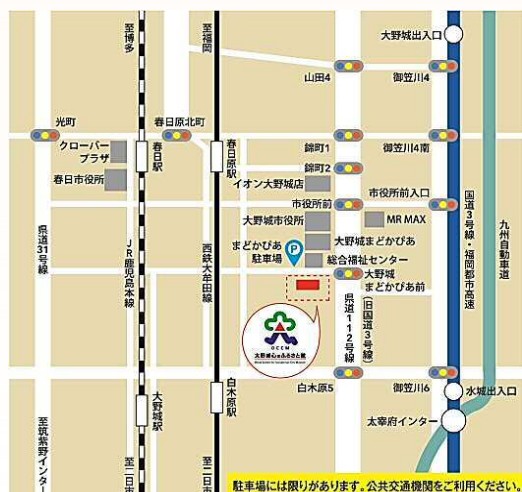 至博多
至福岡
大野城出入口
山田4
御笠川4
光町
春日原北町
錦町1
御笠川4南
クローバー
プラザ
春日駅
春日原駅
錦町2
イオン大野城店
春日市役所
市役所前
市役所前入口
大野城市役所
MR MAX
まどかぴあ
駐車場
P
大野城まどかぴあ
総合福祉センター
大野城
まどかぴあ前
県道31号線
JR鹿児島本線
西鉄大牟田線
県道112号線
(旧国道3号線)
国道3号線・福岡都市高速
九州自動車道
OCCM
大野城心のふるさと館
白木原5
御笠川6
大野城駅
白木原駅
水城出入口
太宰府インター
至筑紫野インター
至二日市
至二日市
駐車場には限りがあります。公共交通機関をご利用ください。